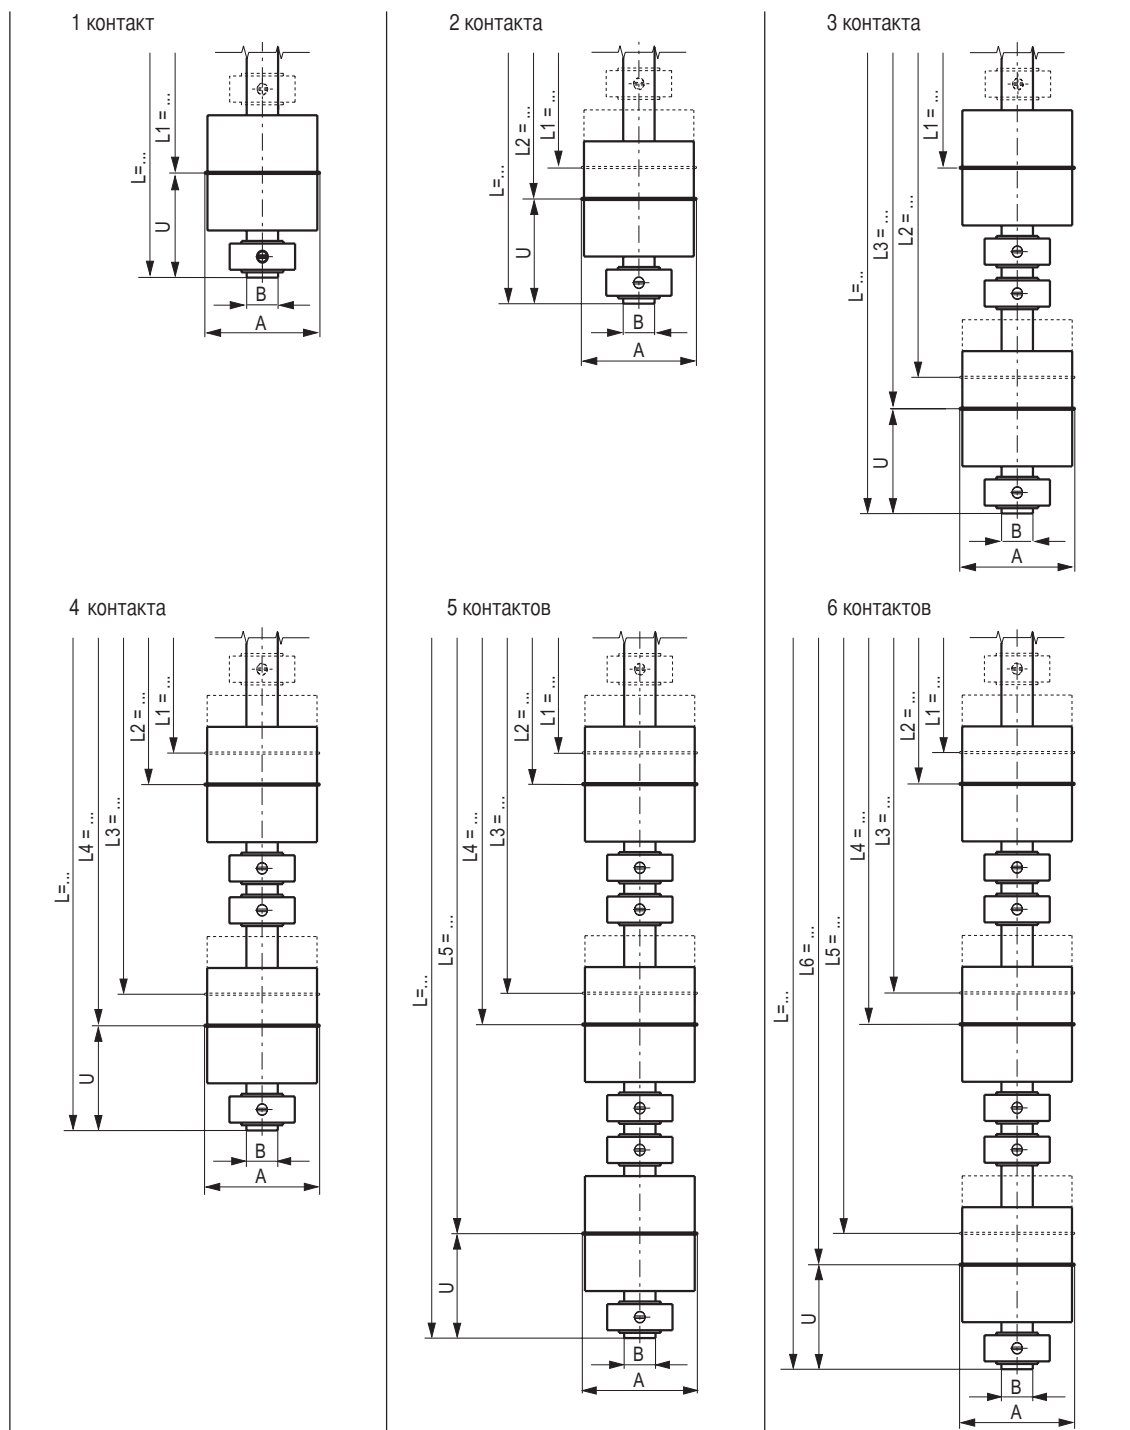 1 контакт
L=...
L1 = ...
U
B
A
2 контакта
L=...
L2 = ...
L1 = ...
U
B
A
3 контакта
L=...
L3 = ...
L2 = ...
L1 = ...
U
B
A
4 контакта
L=...
L4 = ...
L3 = ...
L2 = ...
L1 = ...
U
B
A
5 контактов
L=...
L5 = ...
L4 = ...
L3 = ...
L2 = ...
L1 = ...
U
B
A
6 контактов
L=...
L6 = ...
L5 = ...
L4 = ...
L3 = ...
L2 = ...
L1 = ...
U
B
A